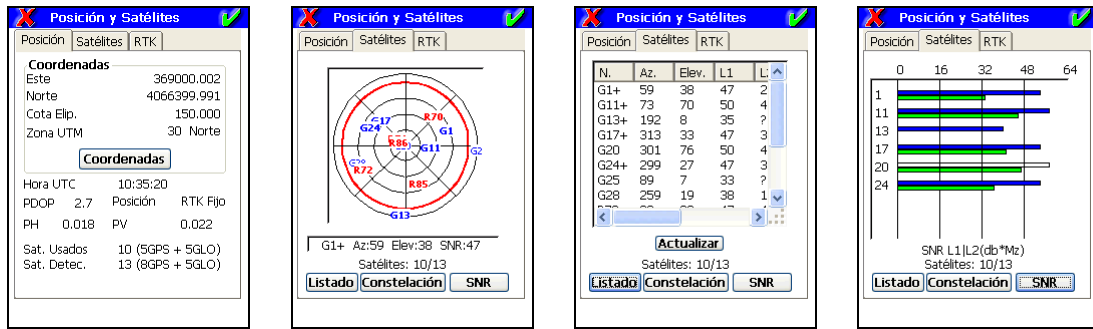 Posición y Satélites
Posición Satélites RTK
Coordenadas
Este 369000.002
Norte 4066399.991
Cota Elip. 150.000
Zona UTM 30 Norte
Coordenadas
Hora UTC 10:35:20
PDOP 2.7 Posición RTK Fijo
PH 0.018 PV 0.022
Sat. Usados 10 (5GPS + 5GLO)
Sat. Detec. 13 (8GPS + 5GLO)
Posición y Satélites
Posición Satélites RTK
G17 R70
G24 G1
R86 G11 G2
R72
R85
G13
G1+ Az:59 Elev:38 SNR:47
Satélites: 10/13
Listado Constelación SNR
Posición y Satélites
Posición Satélites RTK
N. Az. Elev. L1
G1+ 59 38 47 2
G11+ 73 70 50 4
G13+ 192 8 35 ?
G17+ 313 33 47 3
G20 301 76 50 4
G24+ 299 27 47 3
G25 89 7 33 ?
G28 259 19 38 1
Actualizar
Satélites: 10/13
Listado Constelación SNR
Posición y Satélites
Posición Satélites RTK
0 16 32 48 64
1
11
13
17
20
24
SNR L1|L2(db*Mz)
Satélites: 10/13
Listado Constelación SNR